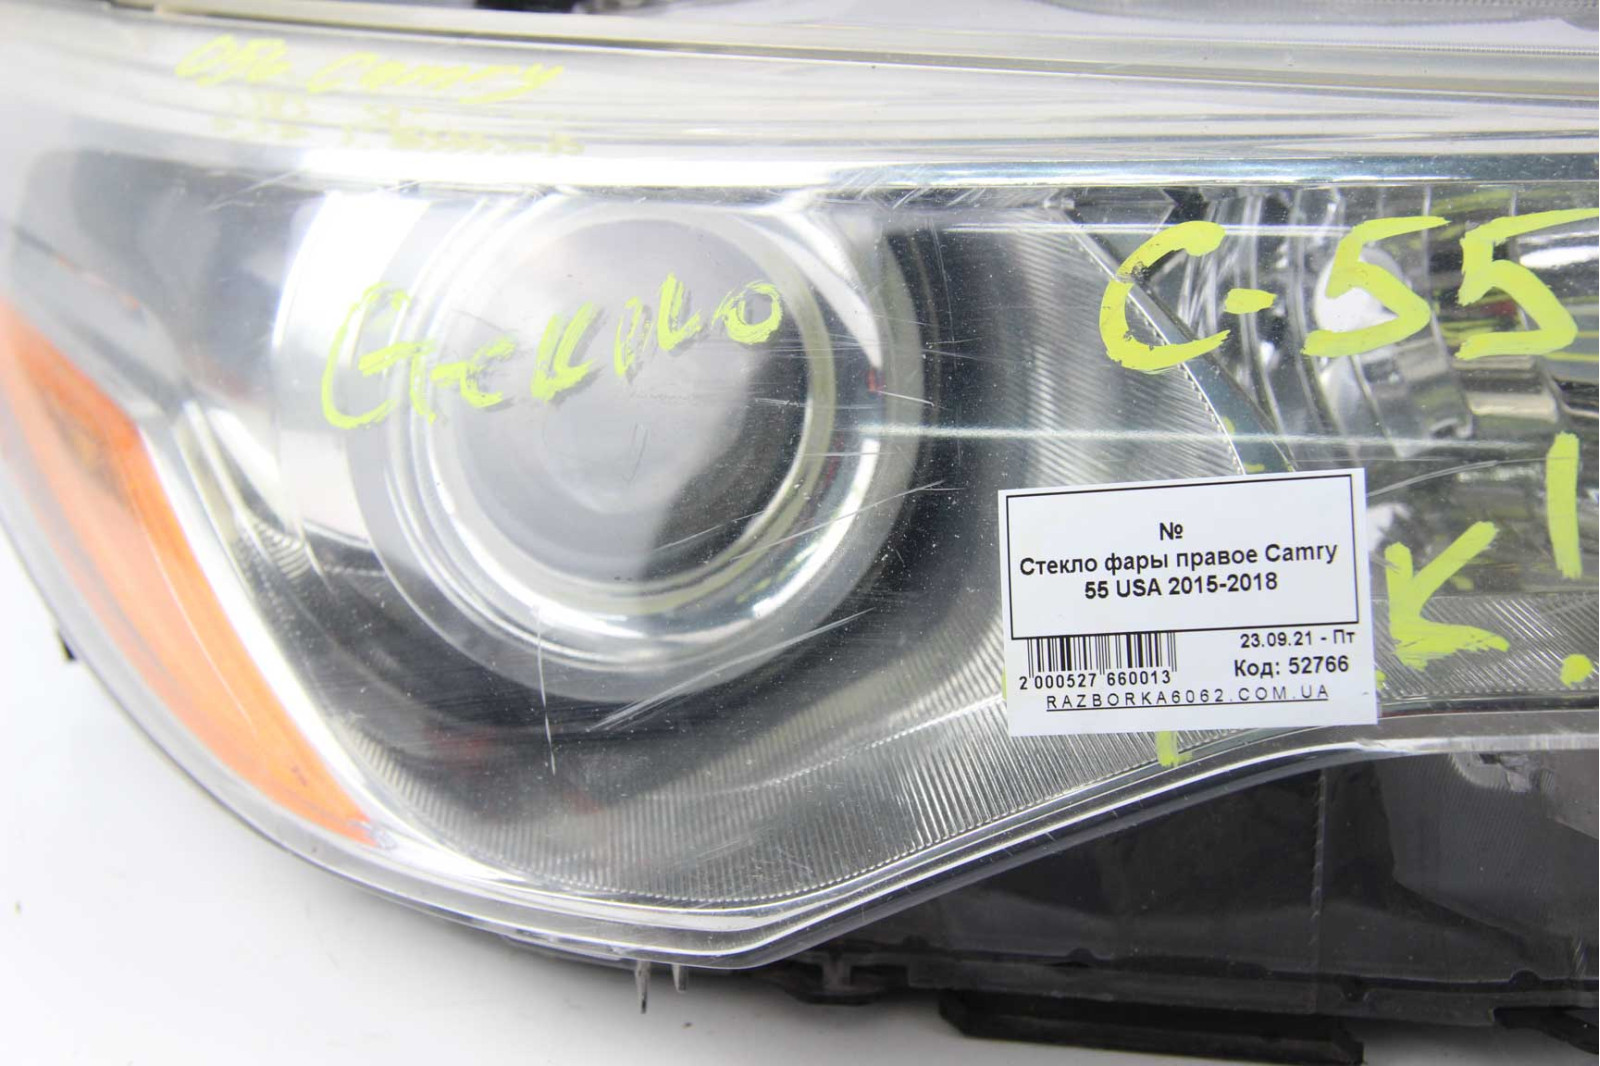 Camry
Стекло
C-55
К!
№
Стекло фары правое Camry
55 USA 2015-2018
23.09.21 - Пт
Код: 52766
2 000527 660013
RAZBORKA6062.COM.UA